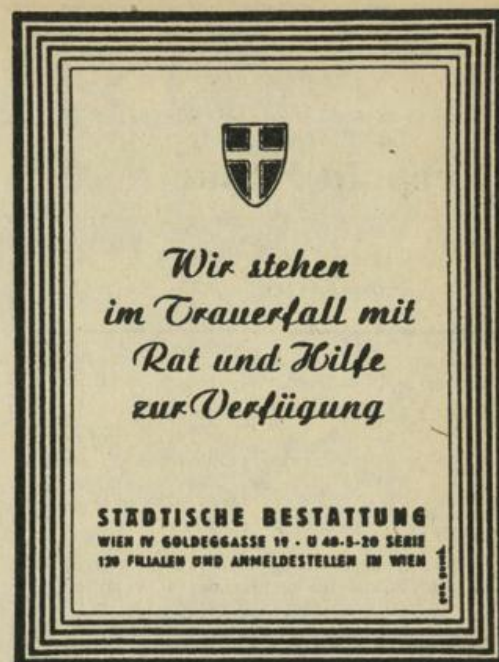 Wir stehen
im Trauerfall mit
Rat und Hilfe
zur Verfügung
STÄDTISCHE BESTATTUNG
WIEN IV GOLDEGGASSE 19 - U 48-5-20 SERIE
120 FILIALEN UND ANMELDESTELLEN IN WIEN